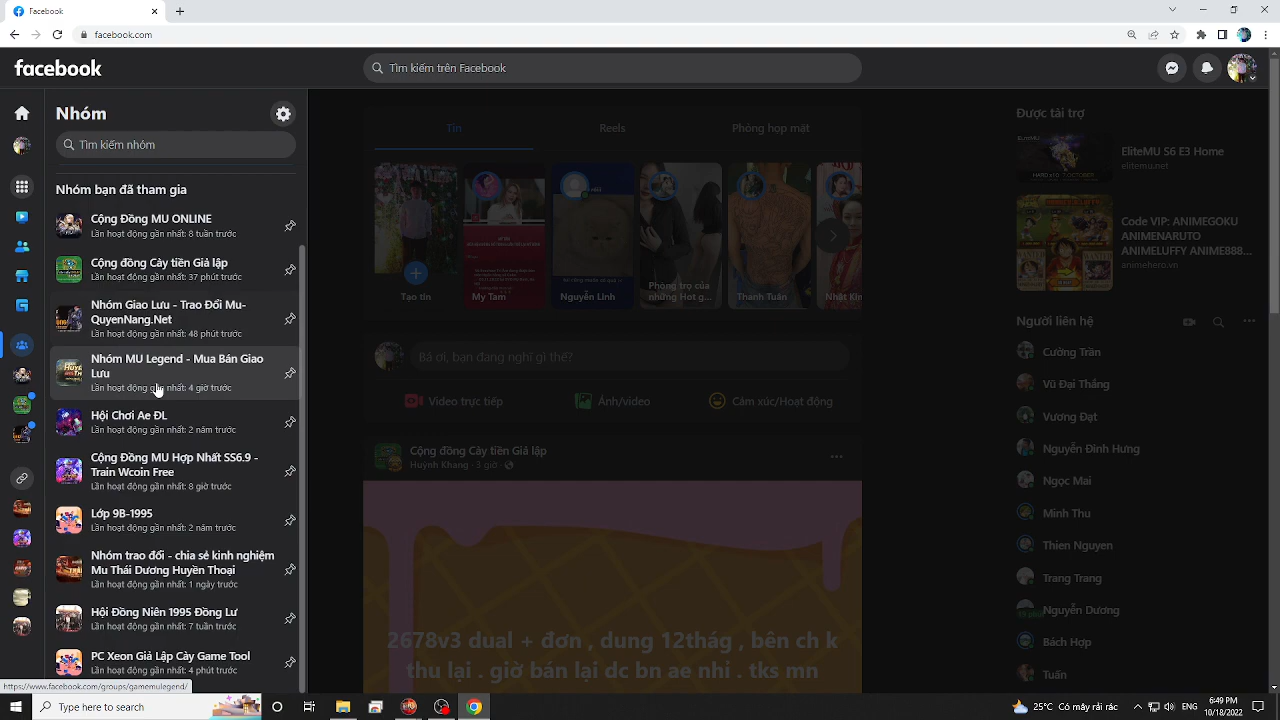 Facebook
facebook.com
facebook
Tìm kiếm trên Facebook
Nhóm
Tìm kiếm nhóm
Nhóm bạn đã tham gia
Cộng Đồng MU ONLINE
Lần hoạt động gần nhất: 8 tuần trước
Cộng đồng Cày tiền Giả lập
Lần hoạt động gần nhất: 37 phút trước
Nhóm Giao Lưu - Trao Đổi Mu-
QuyenNang.Net
Lần hoạt động gần nhất: 48 phút trước
Nhóm MU Legend - Mua Bán Giao
Lưu
Lần hoạt động gần nhất: 4 giờ trước
Hội Chơi Ae ĐL
Lần hoạt động gần nhất: 2 năm trước
Cộng Đồng MU Hợp Nhất SS6.9 -
Train Wcoin Free
Lần hoạt động gần nhất: 8 giờ trước
Lớp 9B-1995
Lần hoạt động gần nhất: 2 năm trước
Nhóm trao đổi - chia sẻ kinh nghiệm
Mu Thái Dương Huyền Thoại
Lần hoạt động gần nhất: 1 năm trước
Hội Đồng Niên 1995 Đồng Lư
Lần hoạt động gần nhất: 7 tuần trước
PC Xeon Giả Lập Cày Game Tool
Lần hoạt động gần nhất: 4 phút trước
https://www.facebook.com/groups/gamemulegend/
Tin
Reels
Phòng họp mặt
Tạo tin
My Tam
Nguyễn Linh
Phòng trọ của
những Hot g...
Thanh Tuấn
Bá ơi, bạn đang nghĩ gì thế?
Video trực tiếp
Ảnh/video
Cảm xúc/Hoạt động
Cộng đồng Cày tiền Giả lập
Huỳnh Khang · 3 giờ ·
2678v3 dual + đơn , dung 12thág , bên ch k
thu lại , giờ bán lại dc bn ae nhỉ , tks mn
Được tài trợ
EliteMU S6 E3 Home
elitemu.net
Code VIP: ANIMEGOKU
ANIMENARUTO
ANIMELUFFY ANIME888...
animehero.vn
Người liên hệ
Cường Trần
Vũ Đại Thắng
Vương Đạt
Nguyễn Đình Hưng
Ngọc Mai
Minh Thu
Thien Nguyen
Trang Trang
Nguyễn Dương
Bách Hợp
Tuấn
Type here to search
6:49 PM
10/18/2022